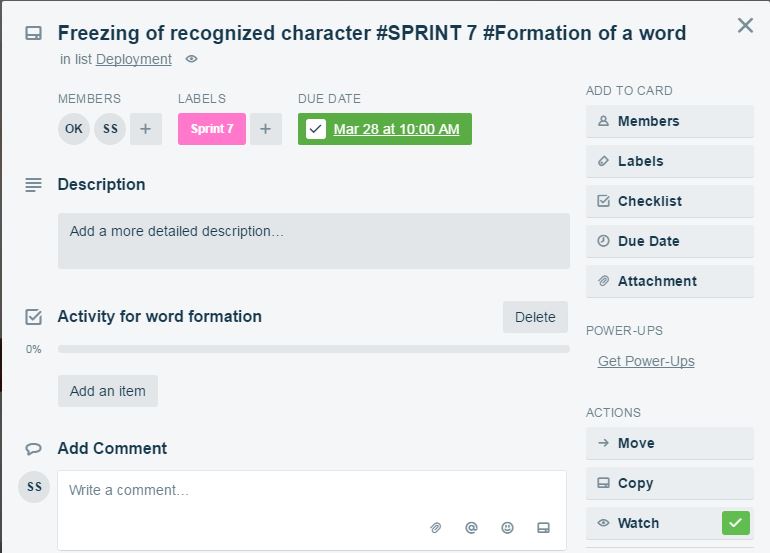 Freezing of recognized character #SPRINT 7 #Formation of a word
in list Deployment
MEMBERS
OK
SS
LABELS
Sprint 7
DUE DATE
Mar 28 at 10:00 AM
Description
Add a more detailed description…
Activity for word formation
Delete
0%
Add an item
Add Comment
SS
Write a comment…
@
ADD TO CARD
Members
Labels
Checklist
Due Date
Attachment
POWER-UPS
Get Power-Ups
ACTIONS
Move
Copy
Watch